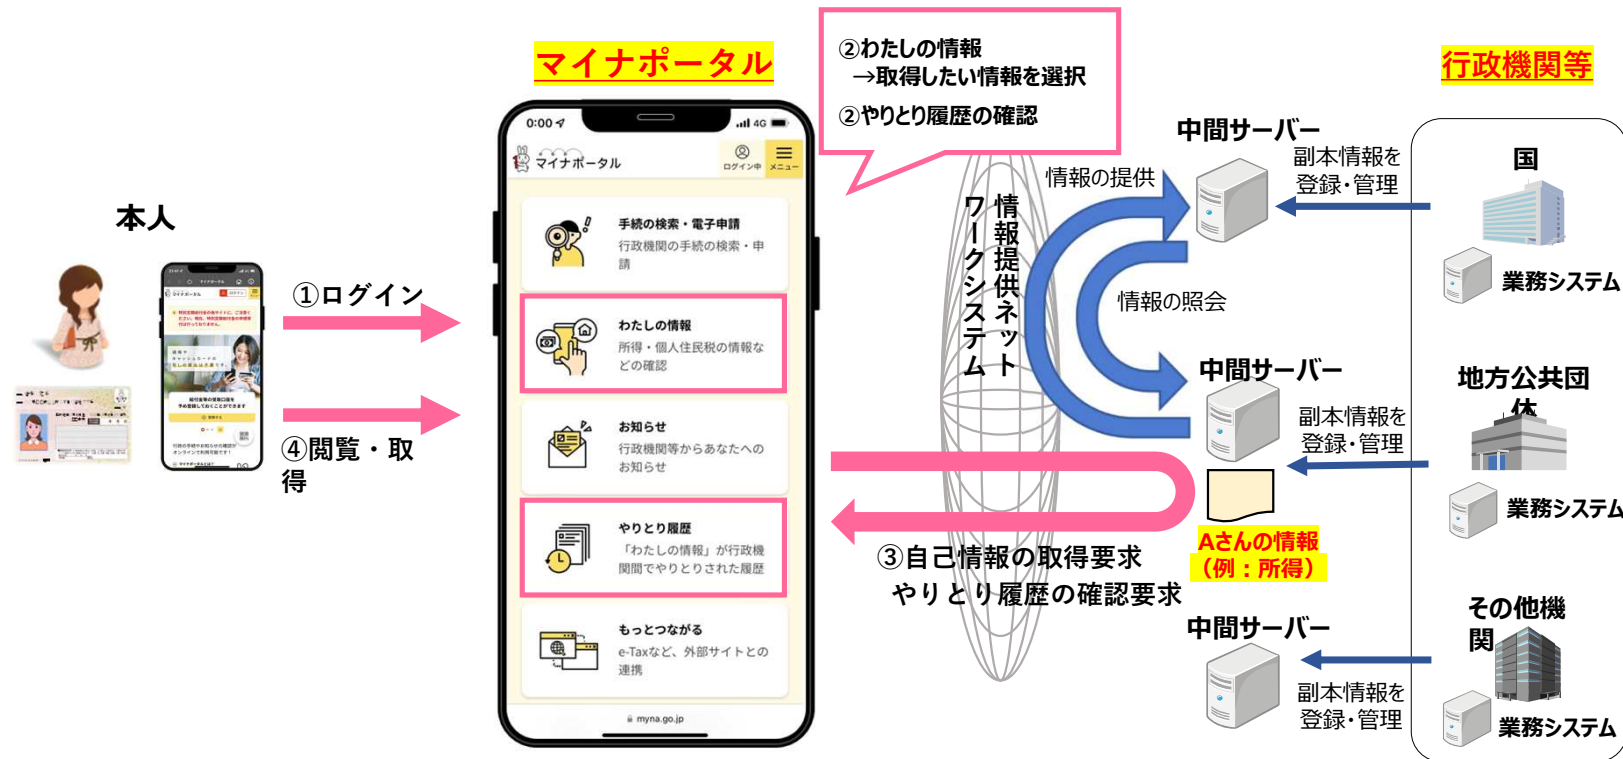 マイナポータル
行政機関等
②わたしの情報
→取得したい情報を選択
②やりとり履歴の確認
本人
①ログイン
④閲覧・取
得
0:00
4G
マイナポータル
ログイン中
メニュー
手続の検索・電子申請
行政機関の手続の検索・申
請
わたしの情報
所得・個人住民税の情報な
どの確認
お知らせ
行政機関等からあなたへの
お知らせ
やりとり履歴
「わたしの情報」が行政機
関間でやりとりされた履歴
もっとつながる
e-Taxなど、外部サイトとの
連携
myna.go.jp
情報提供ネット
ワークシステム
情報の提供
情報の照会
③自己情報の取得要求
やりとり履歴の確認要求
中間サーバー
副本情報を
登録・管理
国
業務システム
中間サーバー
副本情報を
登録・管理
地方公共団
体
業務システム
Aさんの情報
（例：所得）
中間サーバー
副本情報を
登録・管理
その他機
関
業務システム